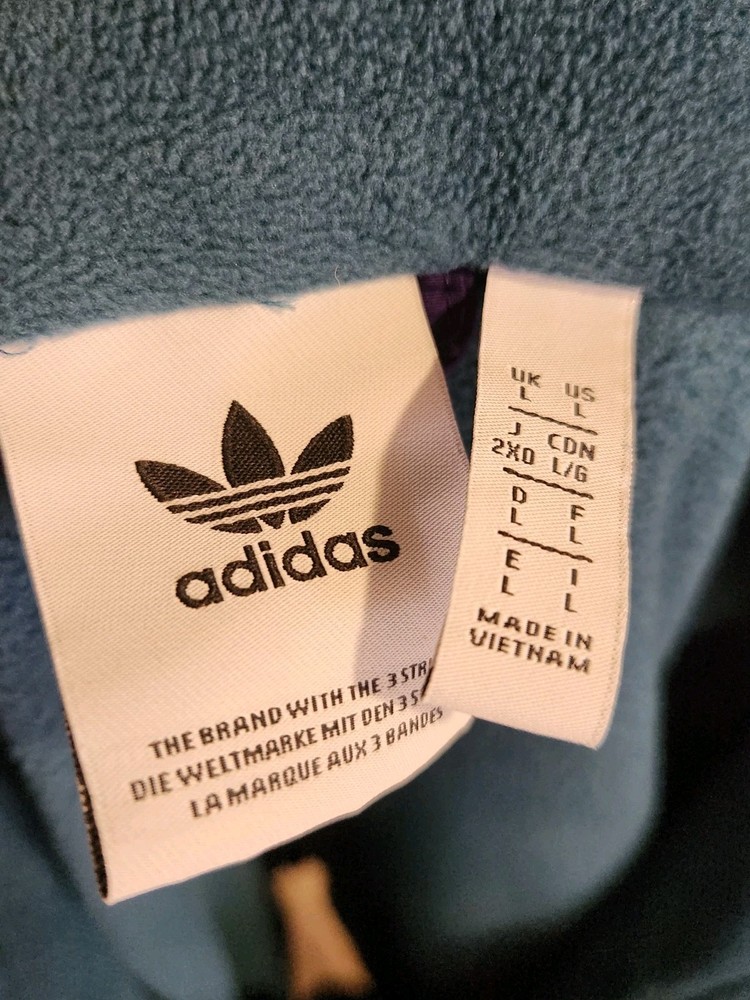 adidas
THE BRAND WITH THE 3
DIE WELTMARKE MIT DEN 3
LA MARQUE AUX 3 BANDES
UK US
L L
J CDN
2XO L/G
D F
L L
E I
L L
MADE IN
VIETNAM